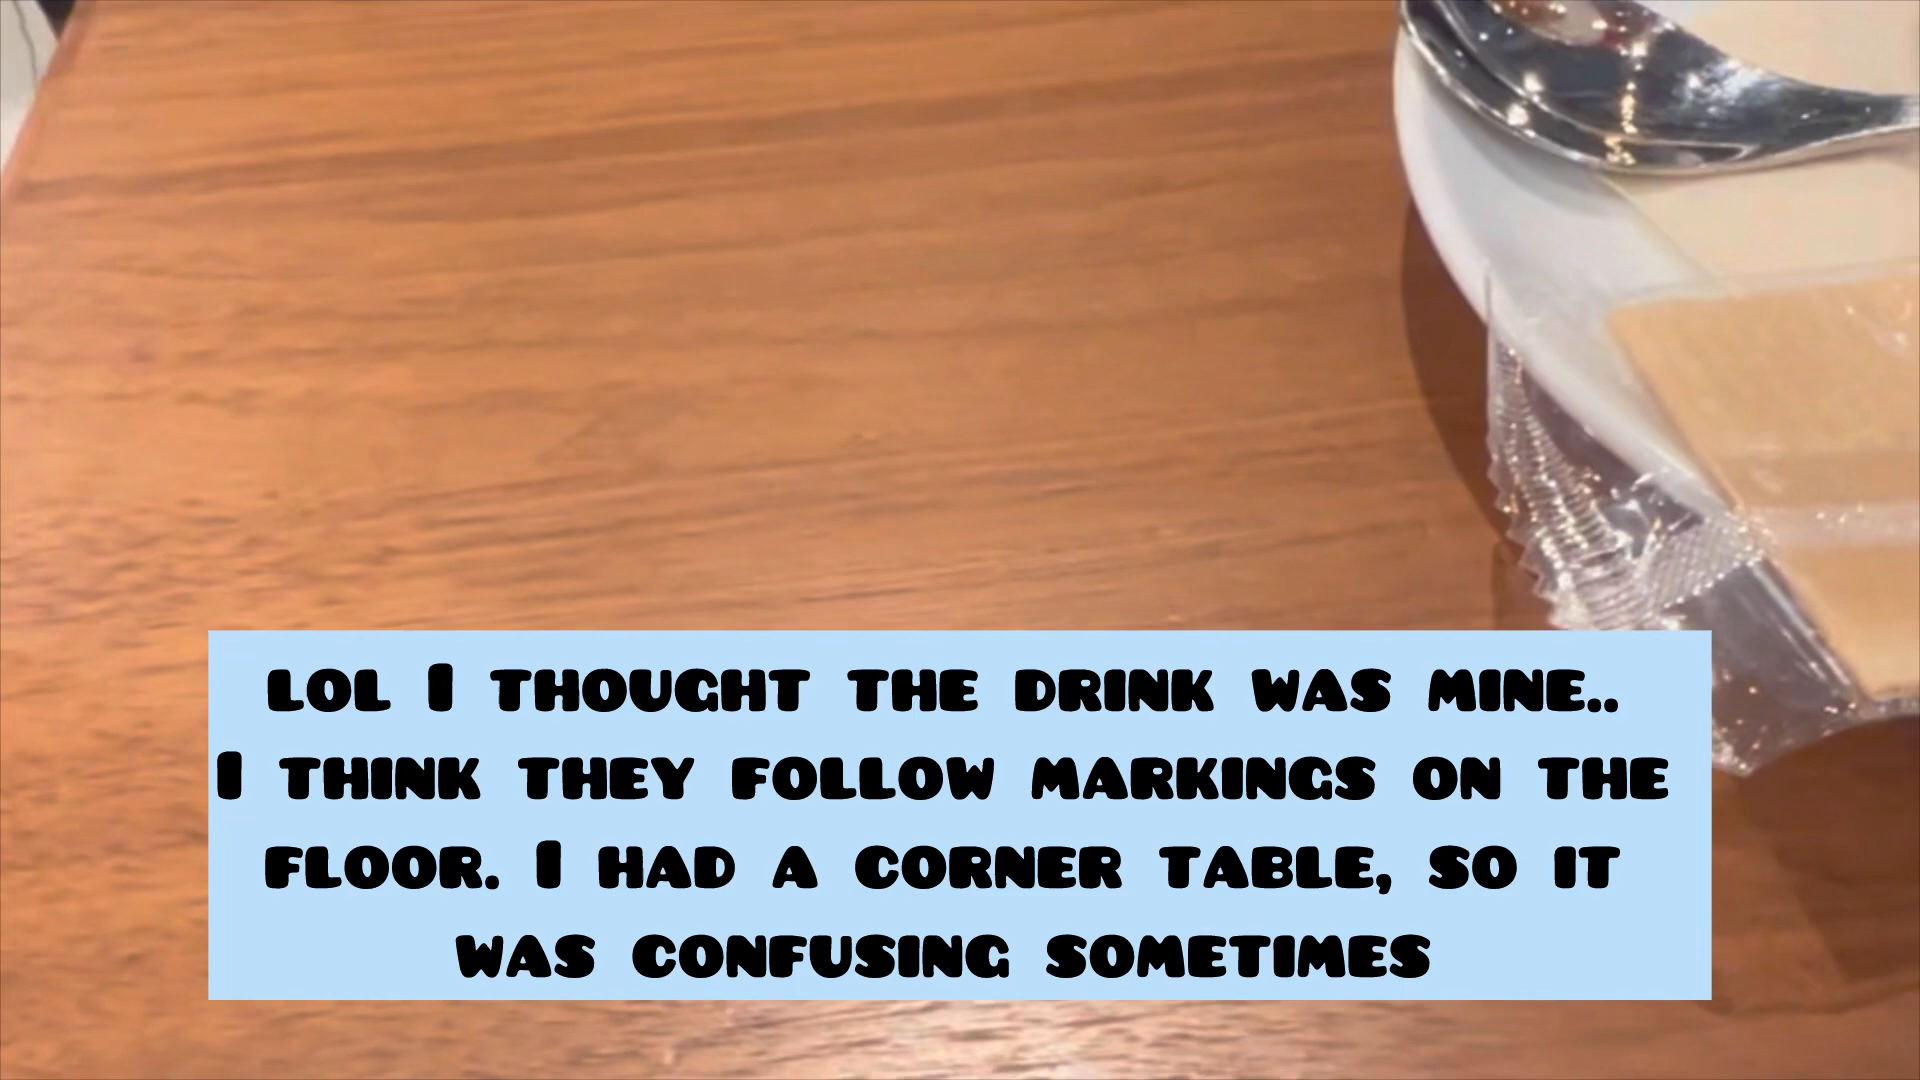 LOL I THOUGHT THE DRINK WAS MINE..
I THINK THEY FOLLOW MARKINGS ON THE
FLOOR. I HAD A CORNER TABLE, SO IT
WAS CONFUSING SOMETIMES